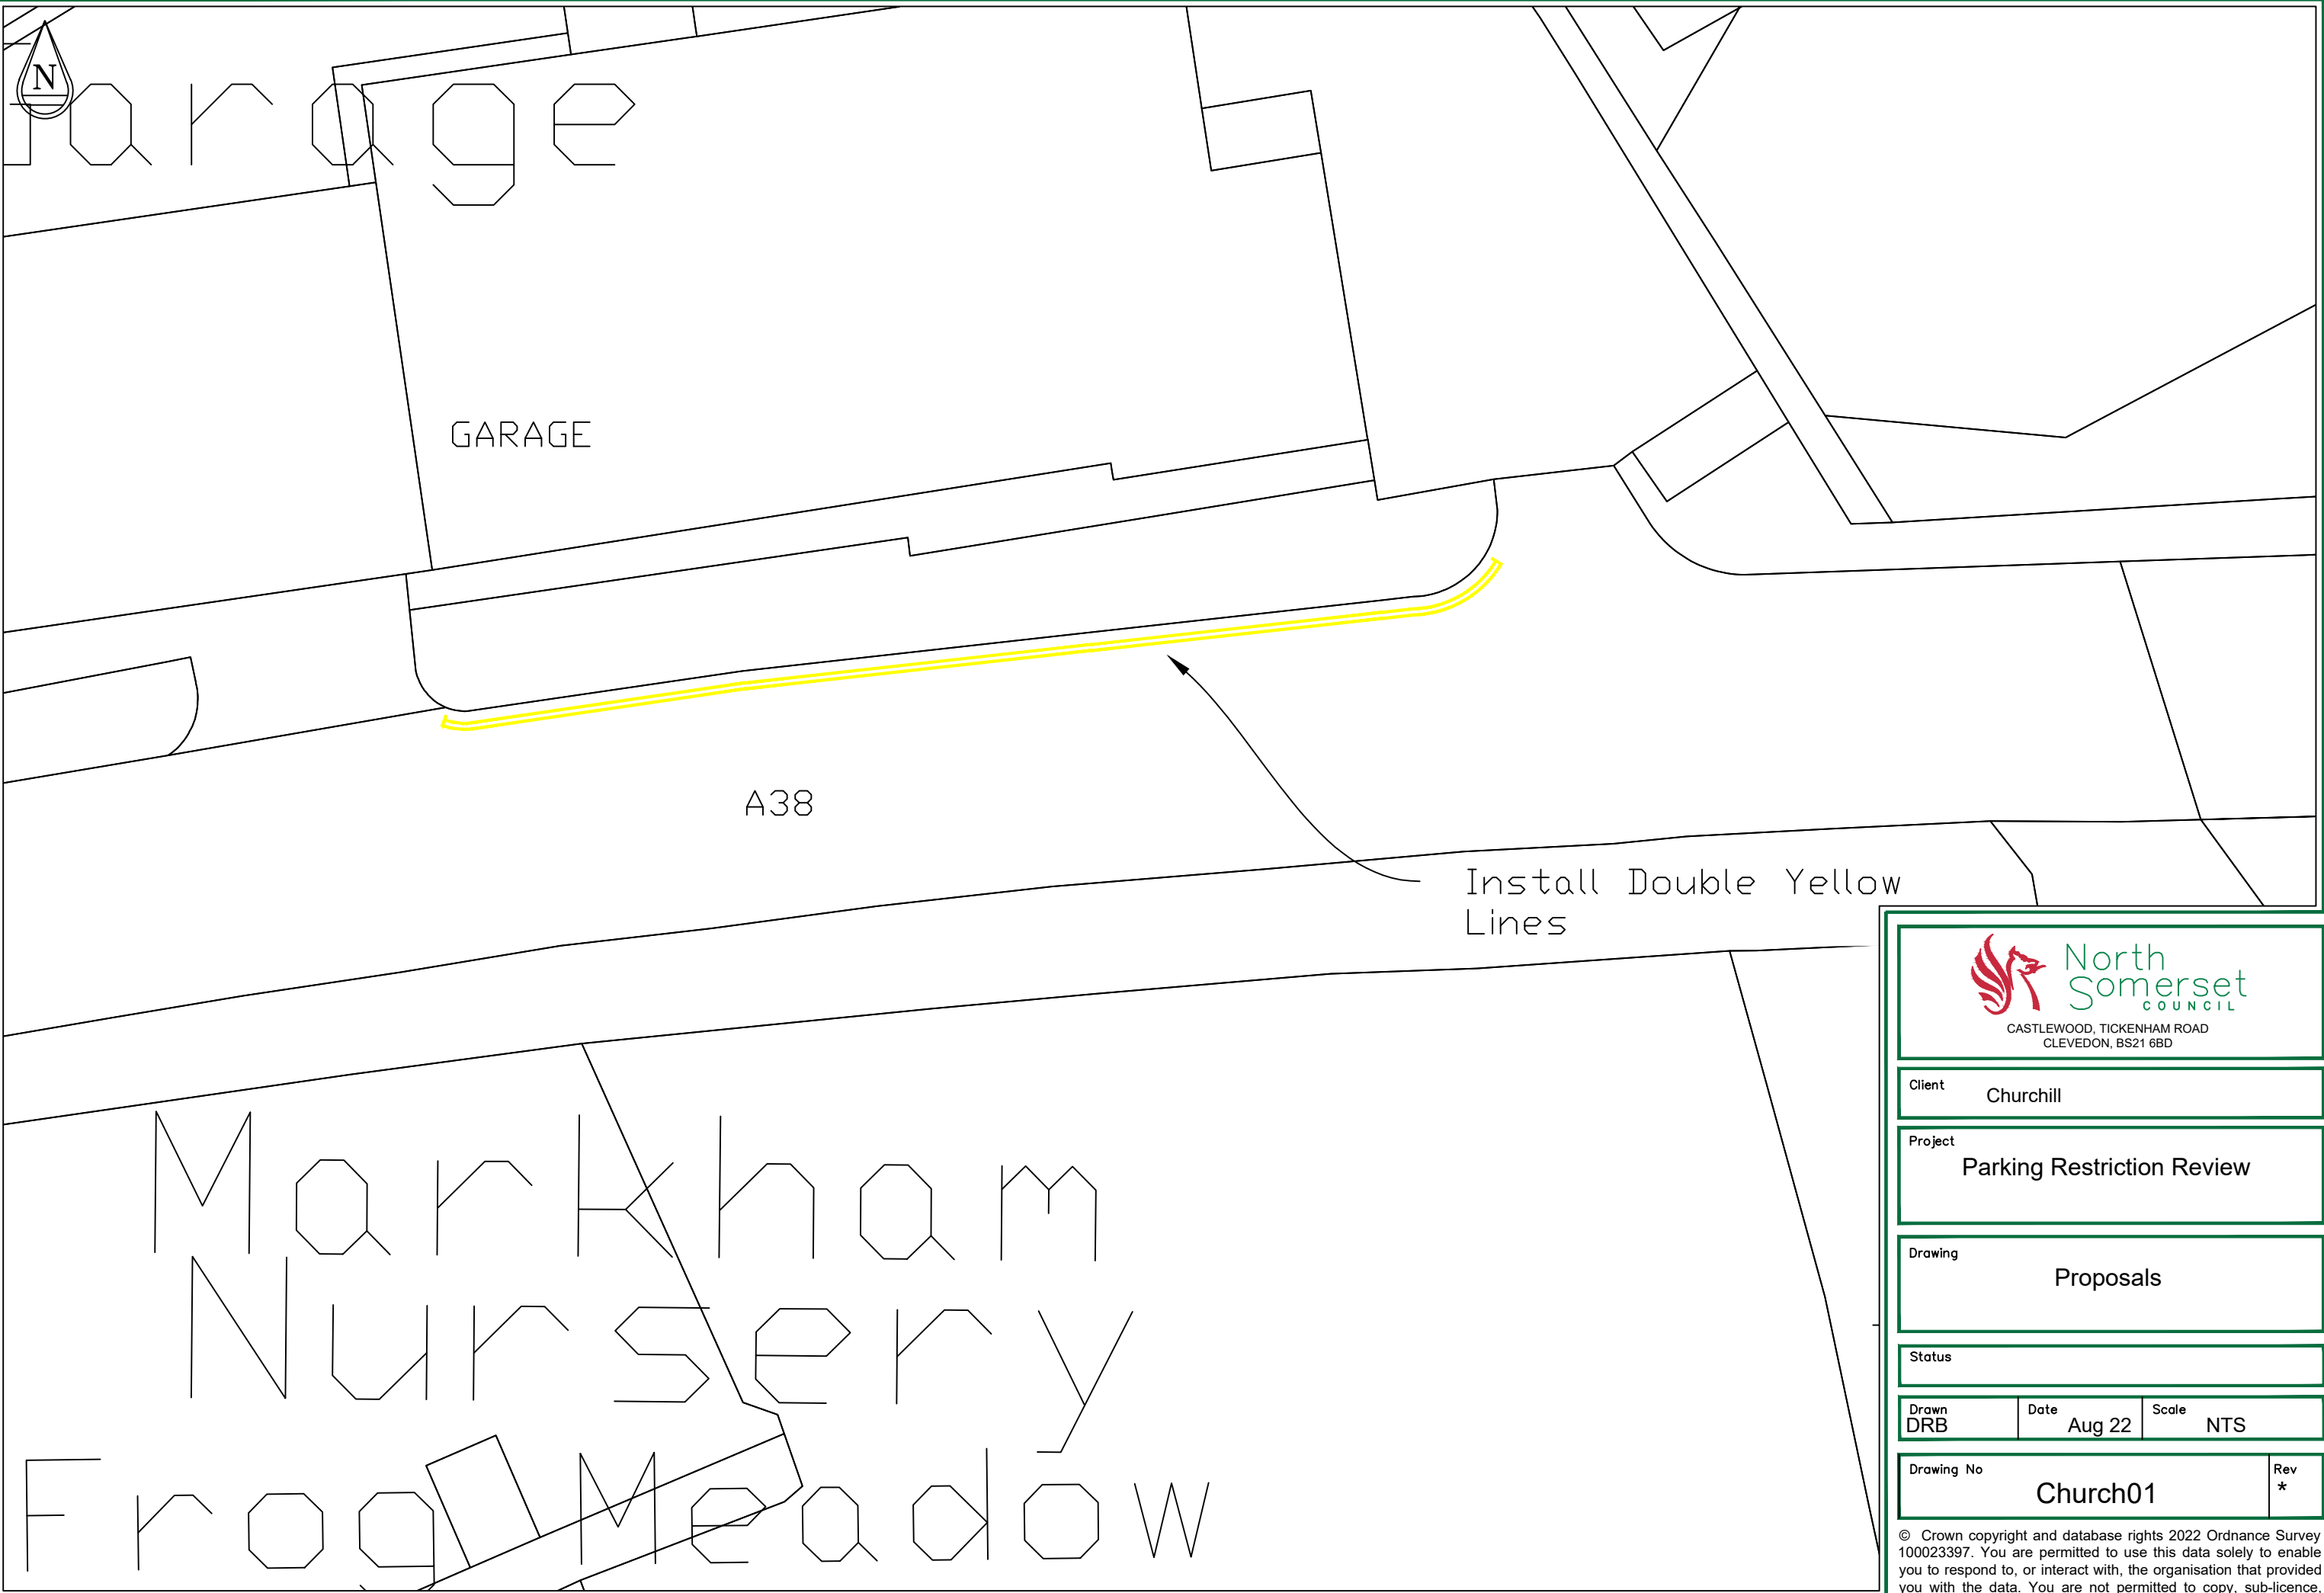 N
Garage
GARAGE
A38
Install Double Yellow
Lines
Markham
Nursery
Frog Meadow
North
Somerset
COUNCIL
CASTLEWOOD, TICKENHAM ROAD
CLEVEDON, BS21 6BD
Client
Churchill
Project
Parking Restriction Review
Drawing
Proposals
Status
Drawn Date Scale
DRB Aug 22 NTS
Drawing No Rev
Church01 *
© Crown copyright and database rights 2022 Ordnance Survey
100023397. You are permitted to use this data solely to enable
you to respond to, or interact with, the organisation that provided
you with the data. You are not permitted to copy, sub-licence,